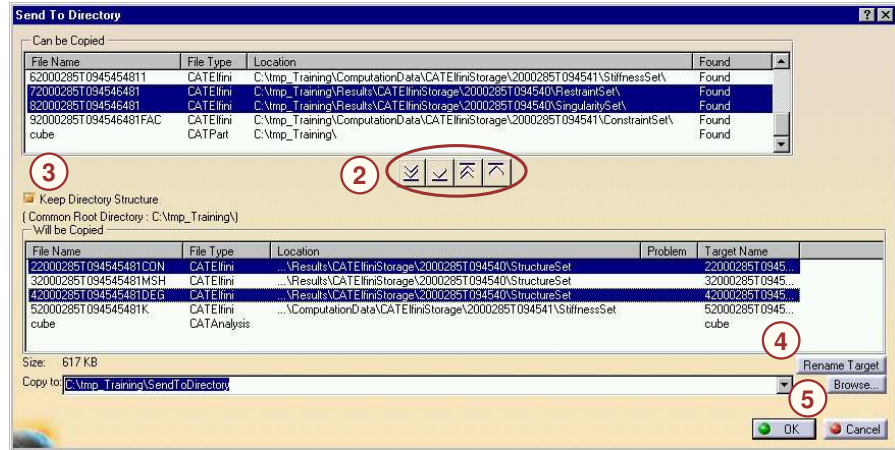 Send To Directory
Can be Copied
File Name File Type Location Found
62000285T0945454811 CATElfini C:\tmp_Training\ComputationData\CATElfiniStorage\2000285T094541\StiffnessSet\ Found
72000285T094546481 CATElfini C:\tmp_Training\Results\CATElfiniStorage\2000285T094540\RestraintSet\ Found
82000285T094546481 CATElfini C:\tmp_Training\Results\CATElfiniStorage\2000285T094540\SingularitySet\ Found
92000285T094546481FAC CATElfini C:\tmp_Training\ComputationData\CATElfiniStorage\2000285T094541\ConstraintSet\ Found
cube CATPart C:\tmp_Training\ Found
3 2
Keep Directory Structure
( Common Root Directory : C:\tmp_Training\)
Will be Copied
File Name File Type Location Problem Target Name
22000285T094545481CON CATElfini ...\Results\CATElfiniStorage\2000285T094540\StructureSet 22000285T0945...
32000285T094545481MSH CATElfini ...\Results\CATElfiniStorage\2000285T094540\StructureSet 32000285T0945...
42000285T094545481DEG CATElfini ...\Results\CATElfiniStorage\2000285T094540\StructureSet 42000285T0945...
52000285T094545481K CATElfini ...\ComputationData\CATElfiniStorage\2000285T094541\StiffnessSet 52000285T0945...
cube CATAnalysis cube
4
Size: 617 KB Rename Target
Copy to: C:\tmp_Training\SendToDirectory Browse...
5
OK Cancel